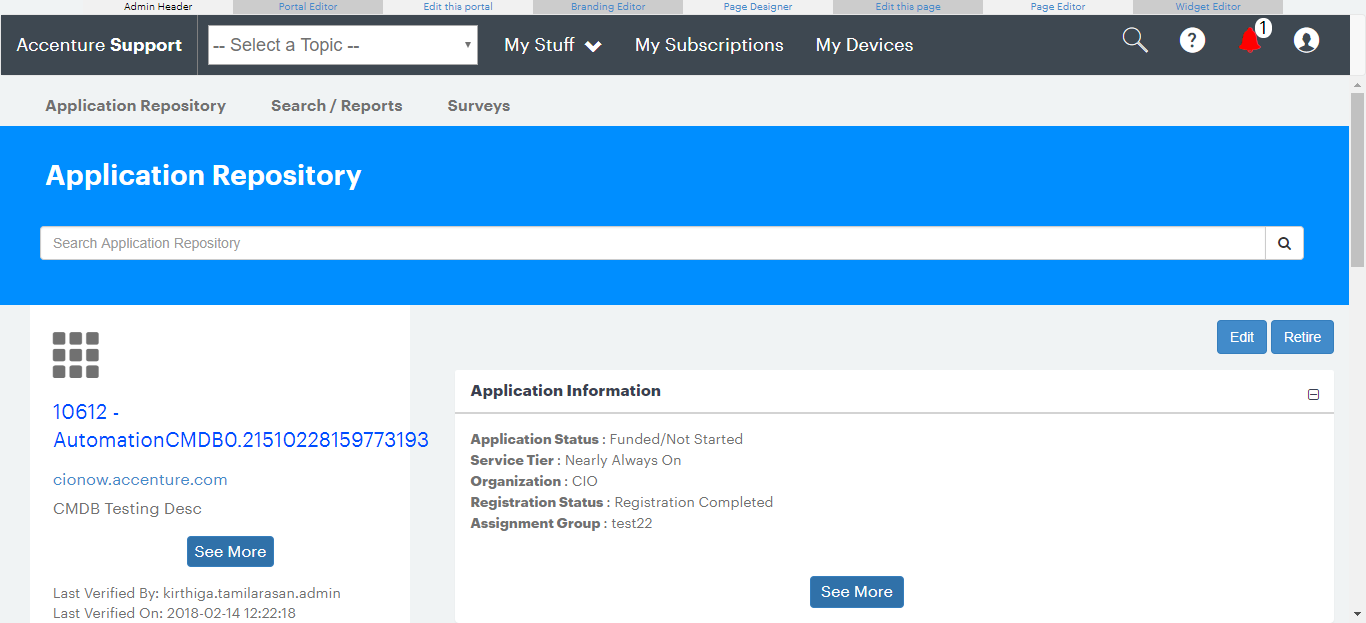 Admin Header Portal Editor Edit this portal Branding Editor Page Designer Edit this page Page Editor Widget Editor
Accenture Support -- Select a Topic -- My Stuff My Subscriptions My Devices ? 1
Application Repository Search / Reports Surveys
Application Repository
Search Application Repository
Edit Retire
10612 -
AutomationCMDB0.21510228159773193
cionow.accenture.com
CMDB Testing Desc
See More
Last Verified By: kirthiga.tamilarasan.admin
Last Verified On: 2018-02-14 12:22:18
Application Information
Application Status : Funded/Not Started
Service Tier : Nearly Always On
Organization : CIO
Registration Status : Registration Completed
Assignment Group : test22
See More